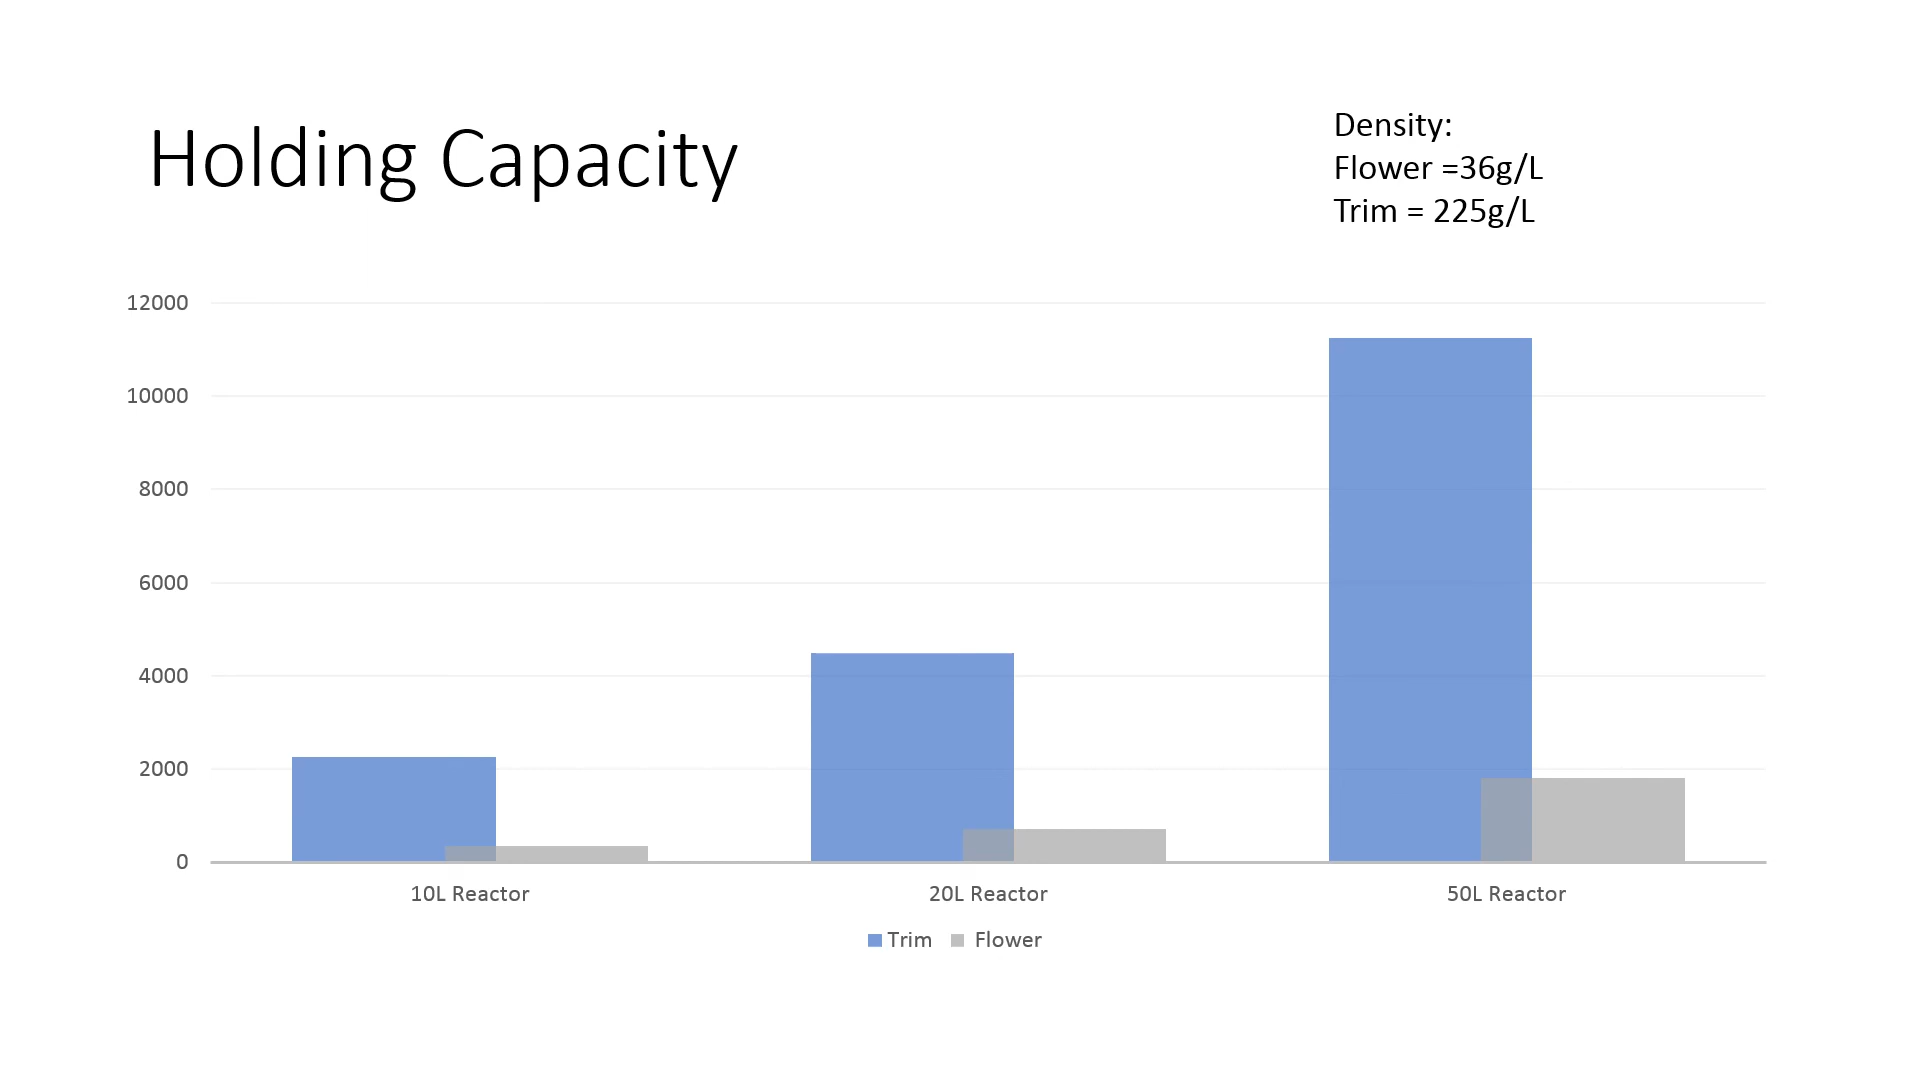 Holding Capacity
Density:
Flower =36g/L
Trim = 225g/L
12000
10000
8000
6000
4000
2000
0
10L Reactor
20L Reactor
50L Reactor
Trim
Flower